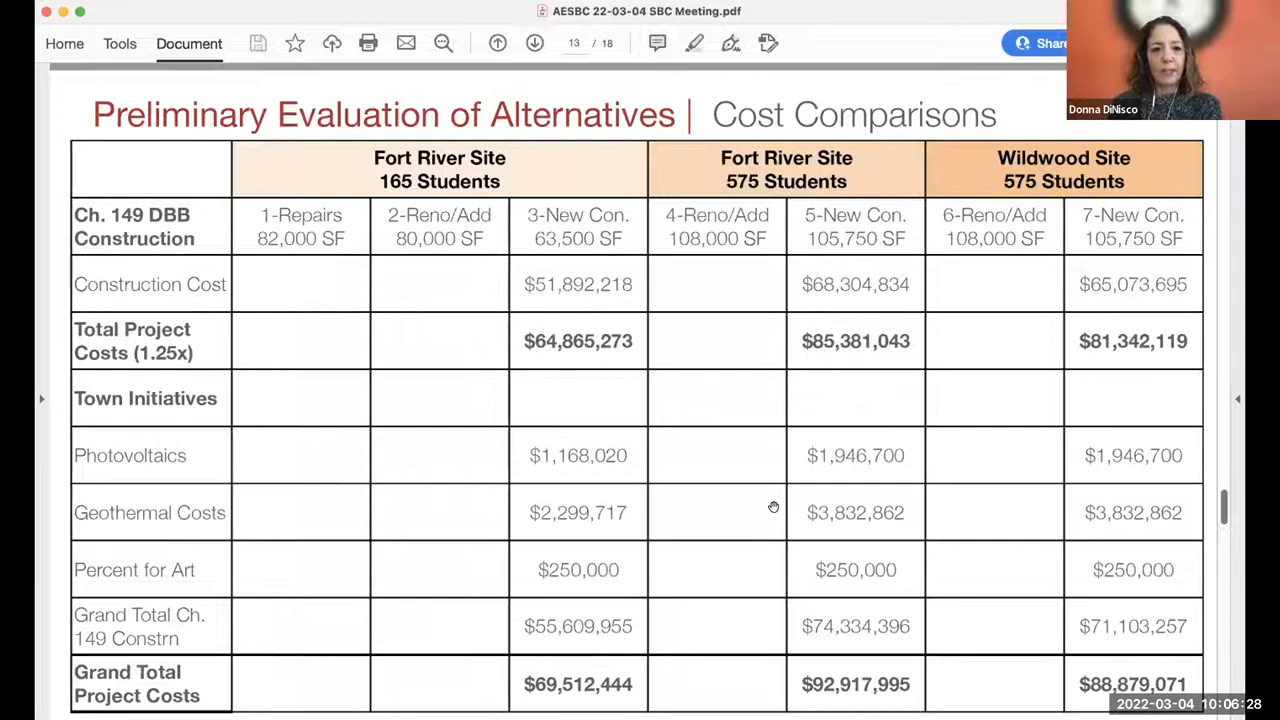 AESBC 22-03-04 SBC Meeting.pdf
Home Tools Document 13 / 18 Share
Donna DiNisco
Preliminary Evaluation of Alternatives | Cost Comparisons
Fort River Site
165 Students
Fort River Site
575 Students
Wildwood Site
575 Students
Ch. 149 DBB
Construction
1-Repairs
82,000 SF
2-Reno/Add
80,000 SF
3-New Con.
63,500 SF
4-Reno/Add
108,000 SF
5-New Con.
105,750 SF
6-Reno/Add
108,000 SF
7-New Con.
105,750 SF
Construction Cost $51,892,218 $68,304,834 $65,073,695
Total Project
Costs (1.25x)
$64,865,273 $85,381,043 $81,342,119
Town Initiatives
Photovoltaics $1,168,020 $1,946,700 $1,946,700
Geothermal Costs $2,299,717 $3,832,862 $3,832,862
Percent for Art $250,000 $250,000 $250,000
Grand Total Ch.
149 Constrn
$55,609,955 $74,334,396 $71,103,257
Grand Total
Project Costs
$69,512,444 $92,917,995 $88,879,071
2022-03-04 10:06:28